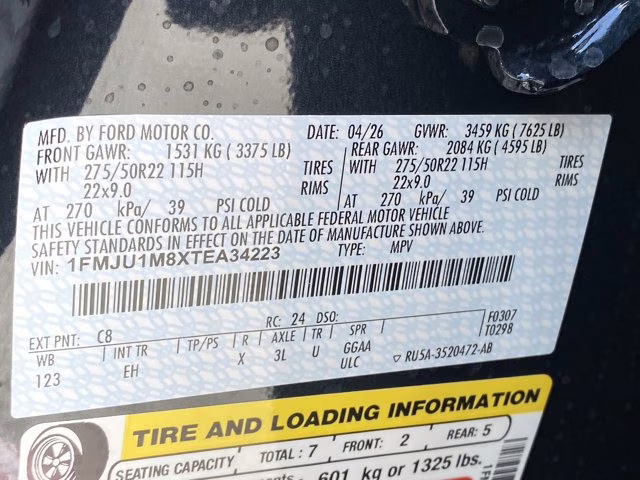 MFD. BY FORD MOTOR CO. DATE: 04/26 GVWR: 3459 KG ( 7625 LB)
FRONT GAWR: 1531 KG ( 3375 LB) REAR GAWR: 2084 KG ( 4595 LB)
WITH 275/50R22 115H TIRES WITH 275/50R22 115H TIRES
22x9.0 RIMS 22x9.0 RIMS
AT 270 kPa/ 39 PSI COLD AT 270 kPa/ 39 PSI COLD
THIS VEHICLE CONFORMS TO ALL APPLICABLE FEDERAL MOTOR VEHICLE
SAFETY STANDARDS IN EFFECT ON THE DATE OF MANUFACTURE SHOWN ABOVE.
VIN: 1FMJU1M8XTEA34223 TYPE: MPV
F0307
T0298
EXT PNT: C8 RC: 24 DSO:
WB INT TR TP/PS R AXLE TR SPR
123 EH X 3L U GGAA
ULC ▽ RU5A-3520472-AB
TIRE AND LOADING INFORMATION
SEATING CAPACITY TOTAL: 7 FRONT: 2 REAR: 5
601 kg or 1325 lbs.